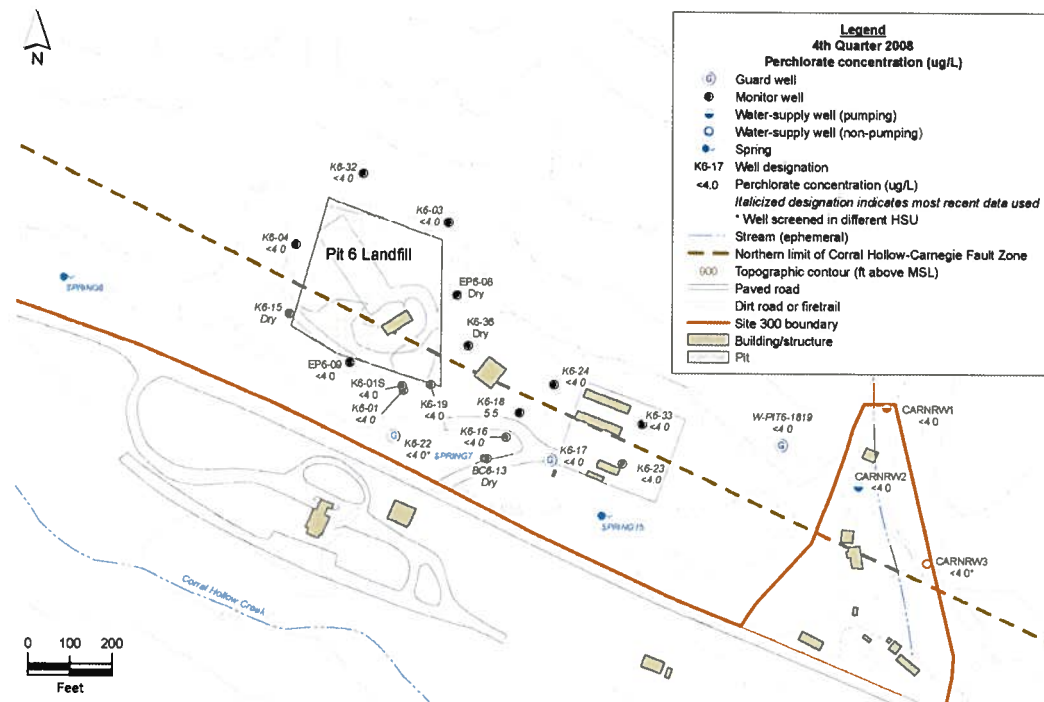 N
Legend
4th Quarter 2008
Perchlorate concentration (ug/L)
Guard well
Monitor well
Water-supply well (pumping)
Water-supply well (non-pumping)
Spring
K6-17 Well designation
<4.0 Perchlorate concentration (ug/L)
Italicized designation indicates most recent data used
* Well screened in different HSU
Stream (ephemeral)
Northern limit of Corral Hollow-Carnegie Fault Zone
900 Topographic contour (ft above MSL)
Paved road
Dirt road or firetrail
Site 300 boundary
Building/structure
Pit
K6-32
<4.0
K6-03
<4.0
K6-04
<4.0
Pit 6 Landfill
SPRING8
EP6-08
Dry
K6-15
Dry
K6-36
Dry
EP6-09
<4.0
K6-01S
<4.0
K6-01
<4.0
K6-19
<4.0
K6-18
5.5
K6-24
<4.0
K6-33
<4.0
K6-16
<4.0
G
K6-22
<4.0*
SPRING7
BC6-13
Dry
G
K6-17
<4.0
K6-23
<4.0
W-PIT6-1819
<4.0
G
CARNRW1
<4.0
CARNRW2
<4.0
SPRING15
CARNRW3
<4.0*
Corral Hollow Creek
0 100 200
Feet